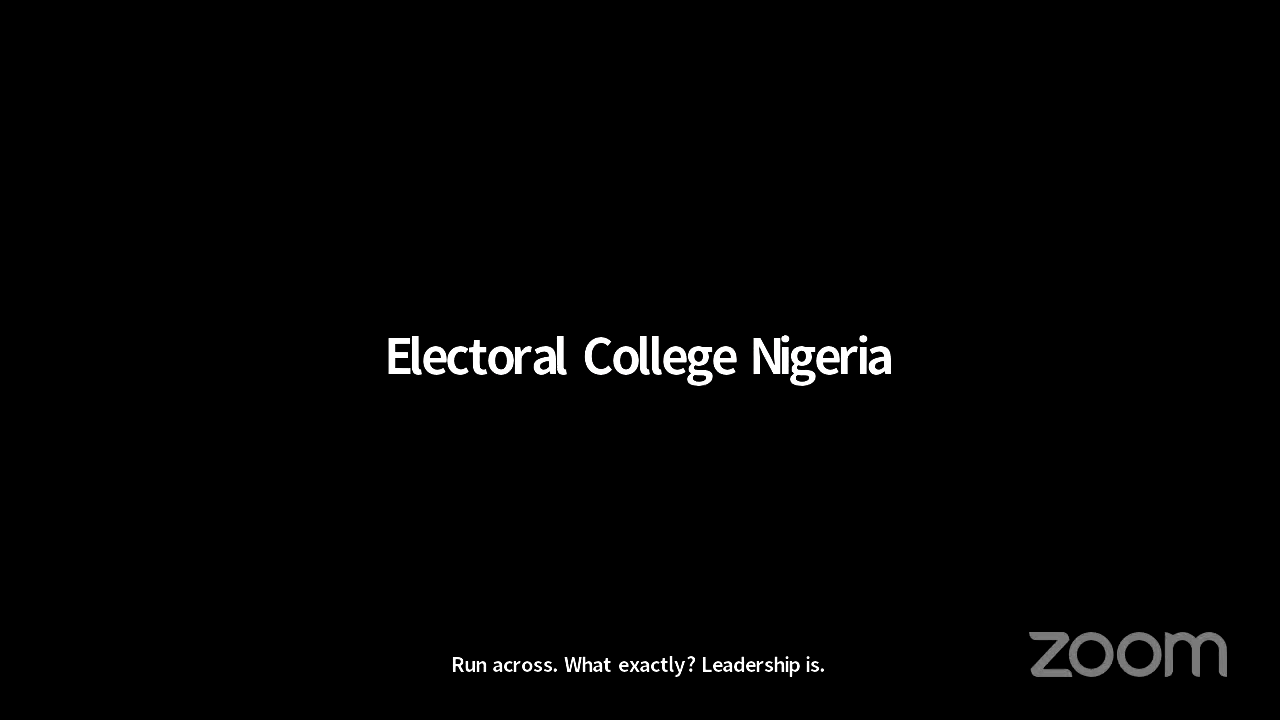 Electoral College Nigeria
Run across. What exactly? Leadership is.
zoom